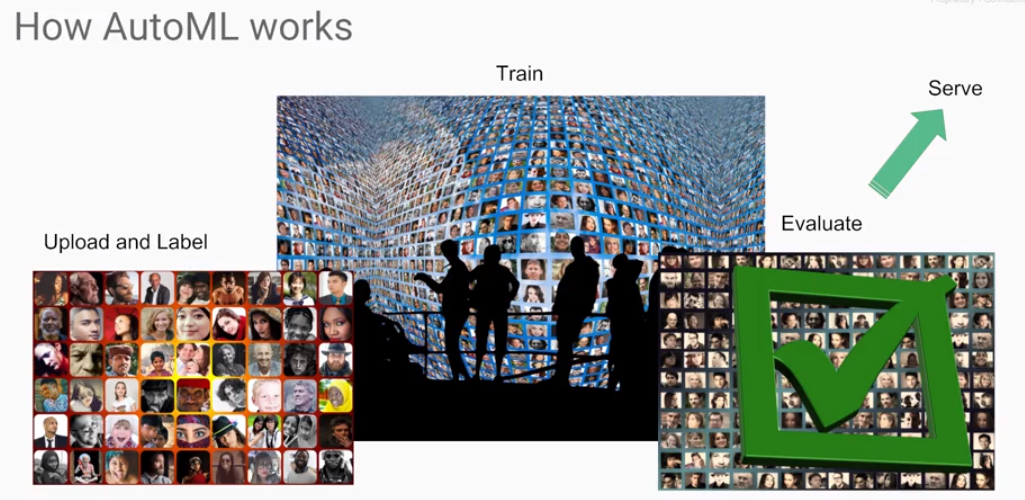 How AutoML works
Train
Serve
Evaluate
Upload and Label